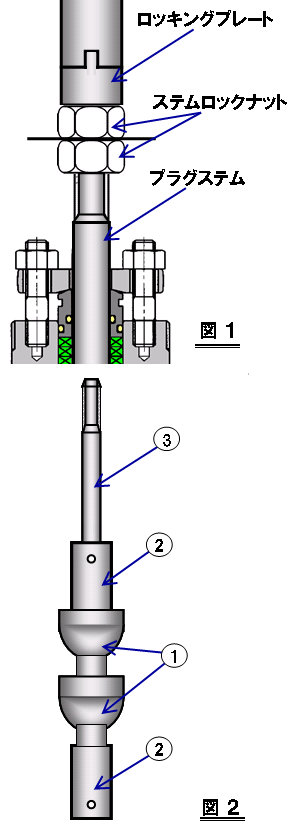 ロッキングプレート
ステムロックナット
プラグステム
図 1
③
②
①
②
図 2